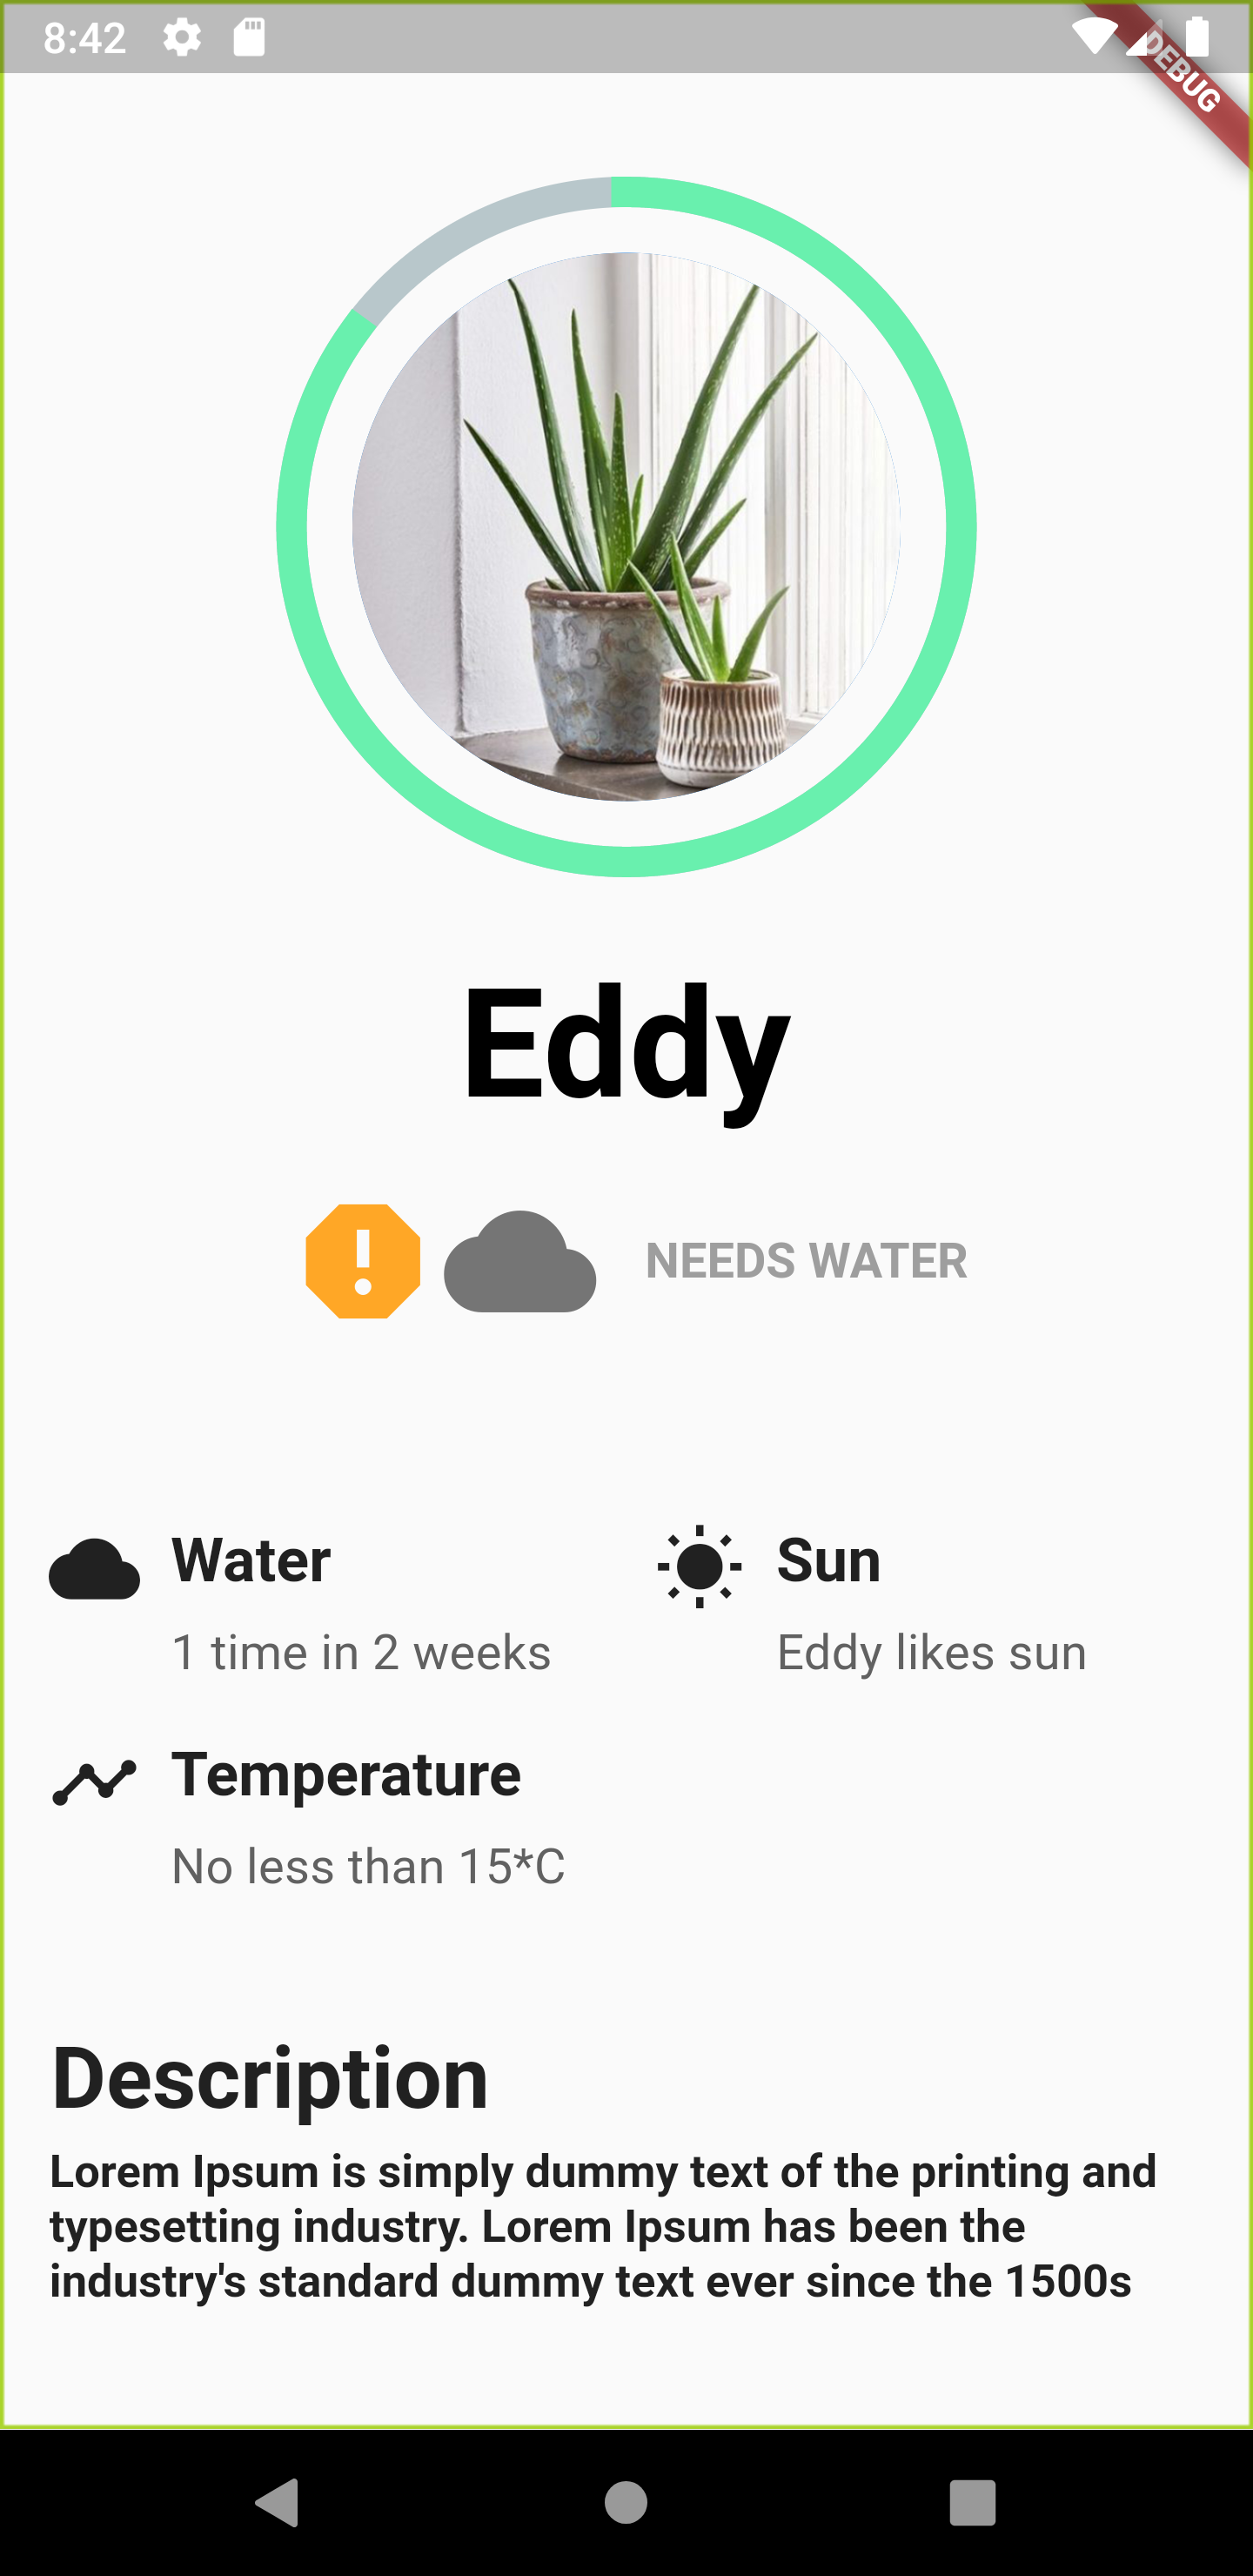 8:42
DEBUG
Eddy
NEEDS WATER
Water
1 time in 2 weeks
Sun
Eddy likes sun
Temperature
No less than 15*C
Description
Lorem Ipsum is simply dummy text of the printing and
typesetting industry. Lorem Ipsum has been the
industry's standard dummy text ever since the 1500s